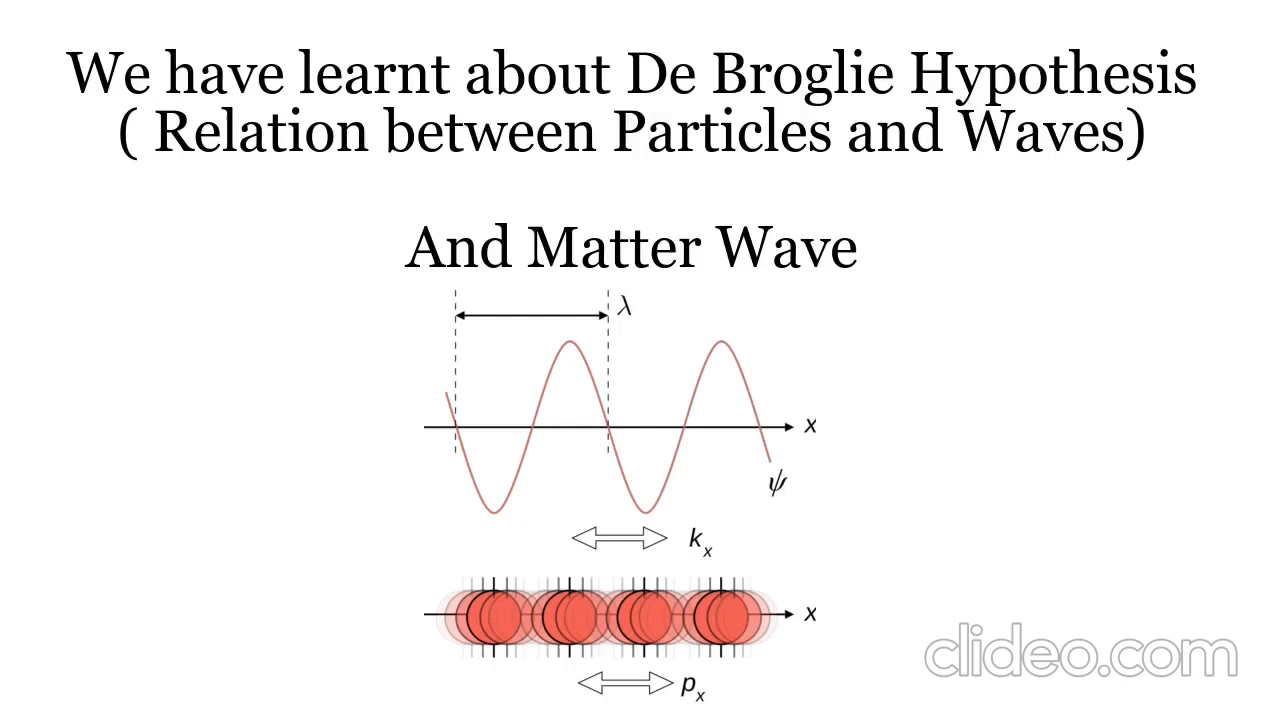 We have learnt about De Broglie Hypothesis
( Relation between Particles and Waves)
And Matter Wave
λ
x
ψ
kₓ
x
pₓ
clideo.com